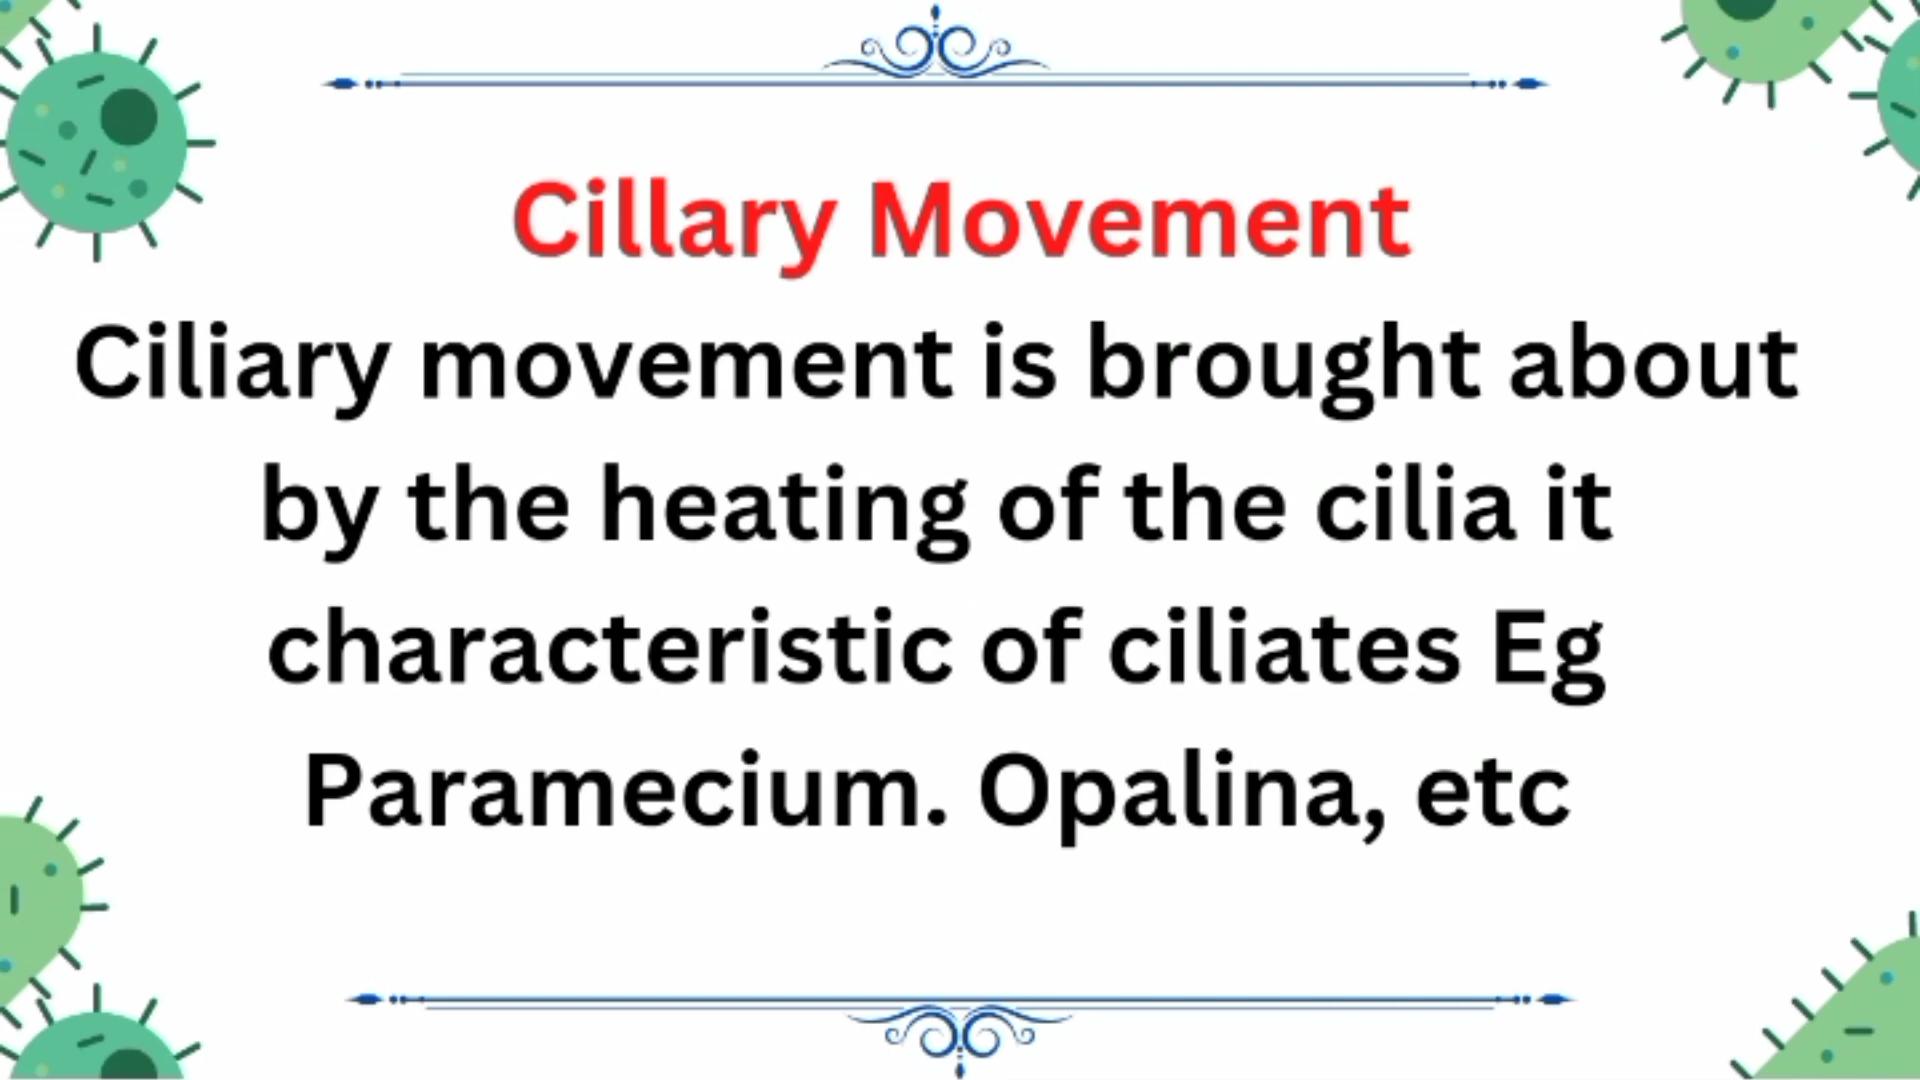 Cillary Movement
Ciliary movement is brought about
by the heating of the cilia it
characteristic of ciliates Eg
Paramecium. Opalina, etc